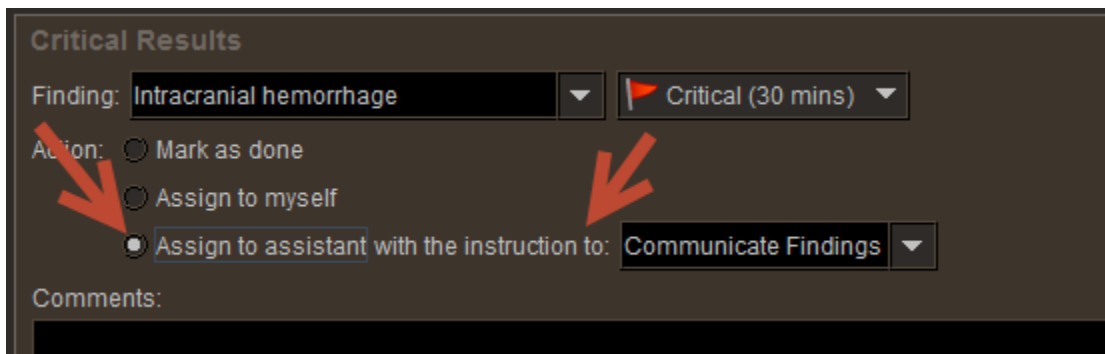 Critical Results
Finding: Intracranial hemorrhage Critical (30 mins)
Action: Mark as done
Assign to myself
Assign to assistant with the instruction to: Communicate Findings
Comments: